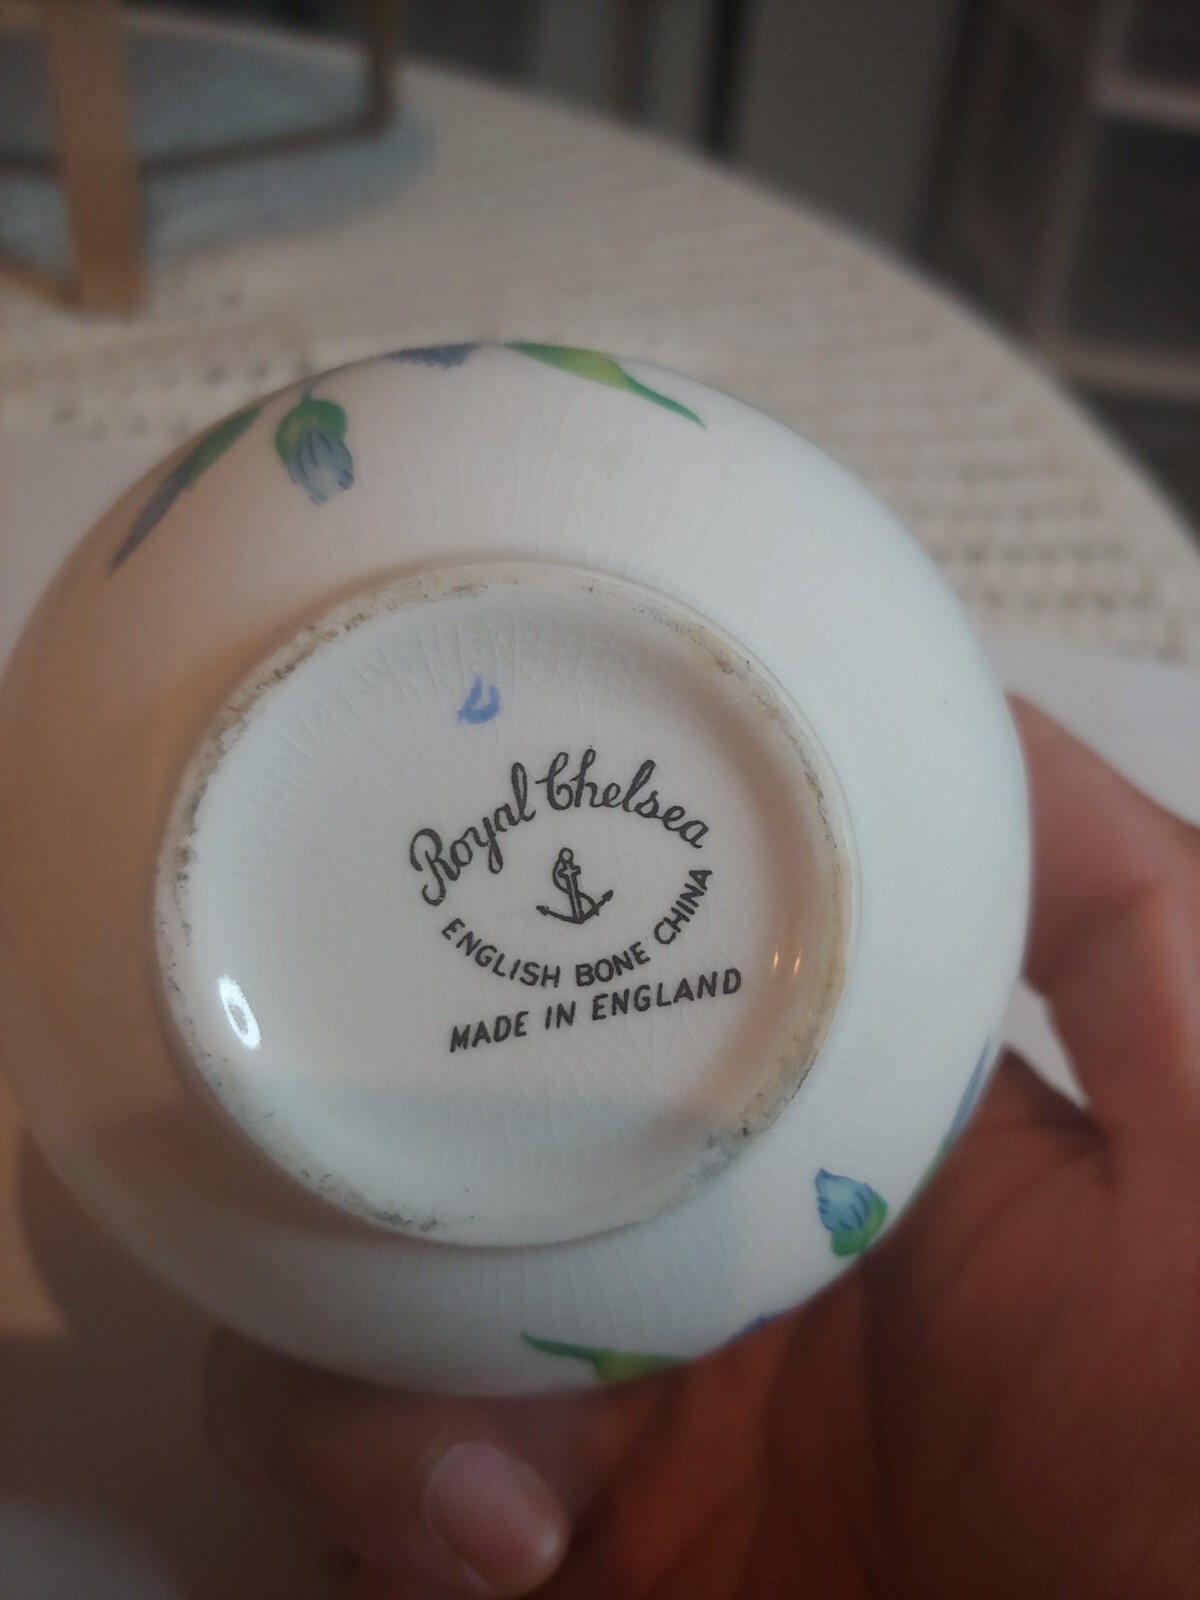 Royal Chelsea
ENGLISH BONE CHINA
MADE IN ENGLAND